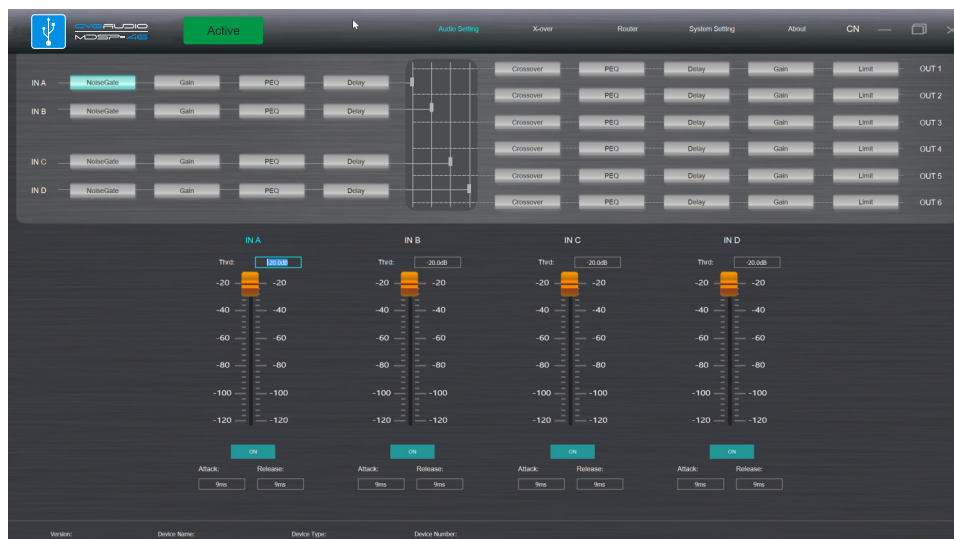 CVGAUDIO
MDSP-46
Active
Audio Setting X-over Router System Setting About CN
IN A NoiseGate Gain PEQ Delay
IN B NoiseGate Gain PEQ Delay
IN C NoiseGate Gain PEQ Delay
IN D NoiseGate Gain PEQ Delay
Crossover PEQ Delay Gain Limit OUT 1
Crossover PEQ Delay Gain Limit OUT 2
Crossover PEQ Delay Gain Limit OUT 3
Crossover PEQ Delay Gain Limit OUT 4
Crossover PEQ Delay Gain Limit OUT 5
Crossover PEQ Delay Gain Limit OUT 6
IN A IN B IN C IN D
Thrd: -20.0dB Thrd: -20.0dB Thrd: -20.0dB Thrd: -20.0dB
-20 -20 -20 -20 -20 -20 -20 -20
-40 -40 -40 -40 -40 -40 -40 -40
-60 -60 -60 -60 -60 -60 -60 -60
-80 -80 -80 -80 -80 -80 -80 -80
-100 -100 -100 -100 -100 -100 -100 -100
-120 -120 -120 -120 -120 -120 -120 -120
ON ON ON ON
Attack: Release: Attack: Release: Attack: Release: Attack: Release:
9ms 9ms 9ms 9ms 9ms 9ms 9ms 9ms
Version: Device Name: Device Type: Device Number: